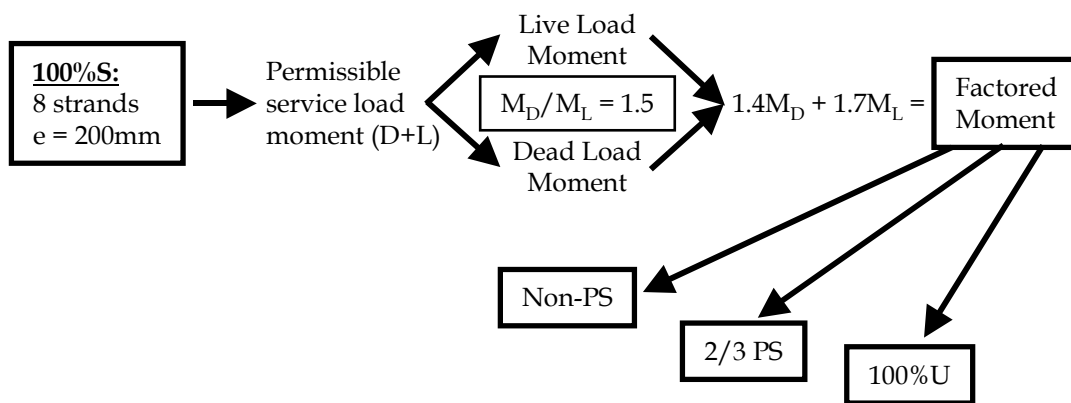 100%S:
8 strands
e = 200mm
Permissible
service load
moment (D+L)
Live Load
Moment
M_D/M_L = 1.5
Dead Load
Moment
1.4M_D + 1.7M_L =
Factored
Moment
Non-PS
2/3 PS
100%U